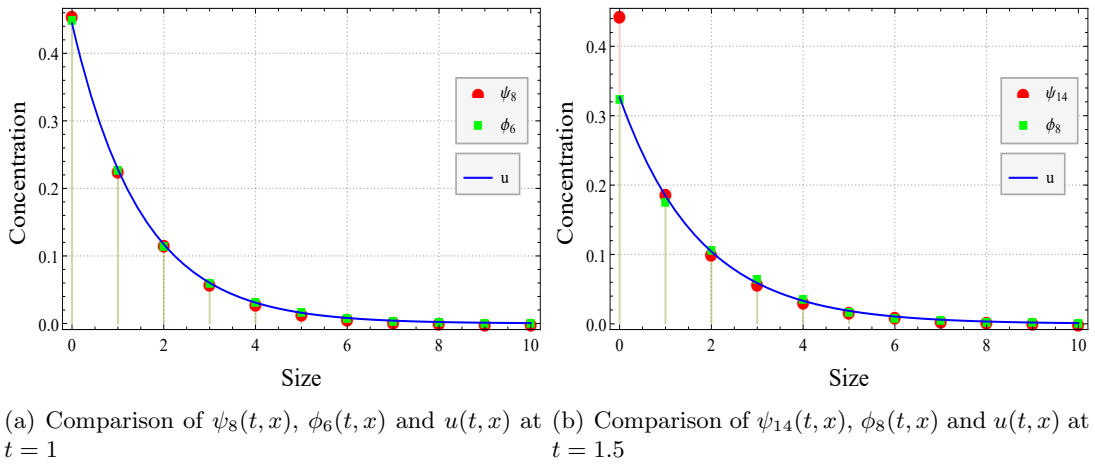 Concentration
0.4
0.3
0.2
0.1
0.0
0 2 4 6 8 10
Size
ψ₈
ϕ₆
u
Concentration
0.4
0.3
0.2
0.1
0.0
0 2 4 6 8 10
Size
ψ₁₄
ϕ₈
u
(a) Comparison of ψ₈(t, x), ϕ₆(t, x) and u(t, x) at
t = 1
(b) Comparison of ψ₁₄(t, x), ϕ₈(t, x) and u(t, x) at
t = 1.5